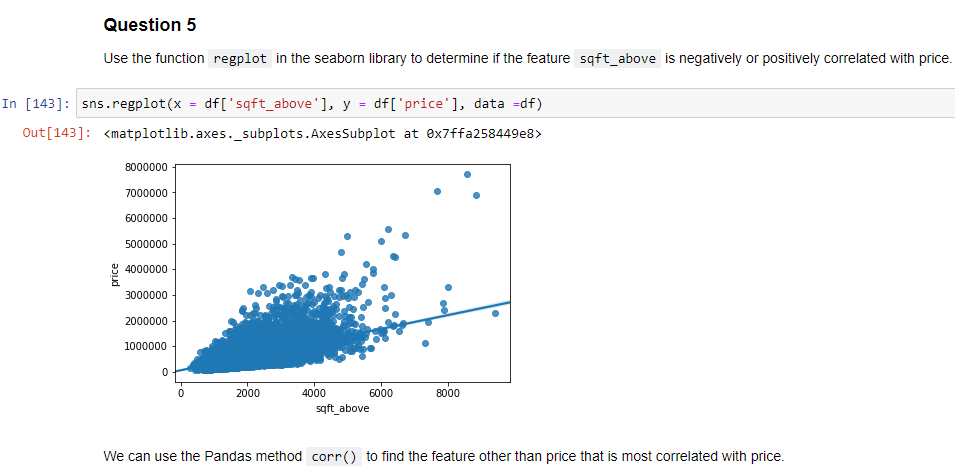 Question 5
Use the function regplot in the seaborn library to determine if the feature sqft_above is negatively or positively correlated with price.
In [143]: sns.regplot(x = df['sqft_above'], y = df['price'], data =df)
Out[143]: <matplotlib.axes._subplots.AxesSubplot at 0x7ffa258449e8>
8000000
7000000
6000000
5000000
4000000
3000000
2000000
1000000
0
price
0 2000 4000 6000 8000
sqft_above
We can use the Pandas method corr() to find the feature other than price that is most correlated with price.